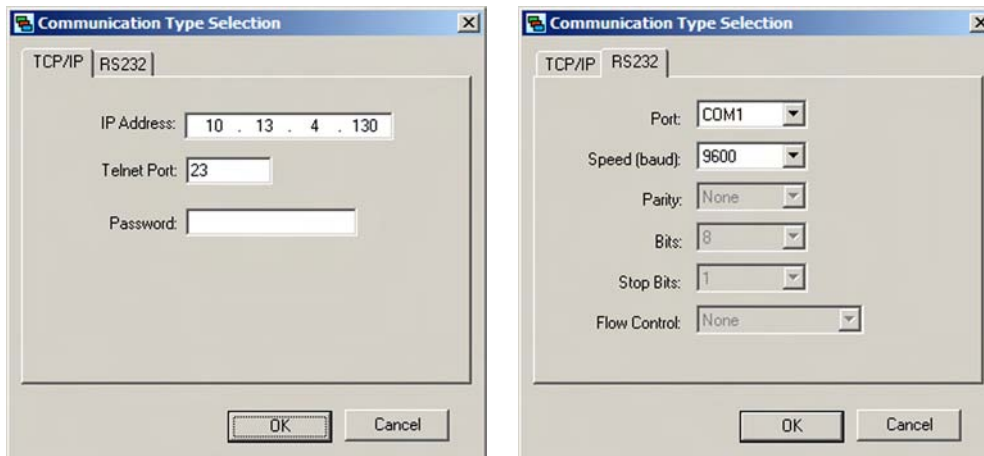 Communication Type Selection
TCP/IP RS232
IP Address: 10 . 13 . 4 . 130
Telnet Port: 23
Password:
OK Cancel
Communication Type Selection
TCP/IP RS232
Port: COM1
Speed (baud): 9600
Parity: None
Bits: 8
Stop Bits: 1
Flow Control: None
OK Cancel